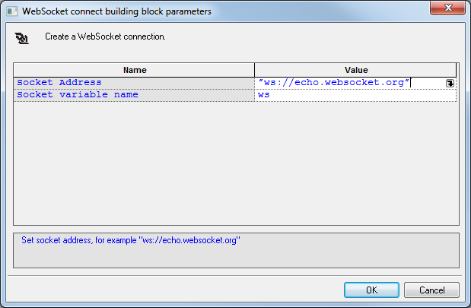 WebSocket connect building block parameters
Create a WebSocket connection.
Name Value
Socket Address "ws://echo.websocket.org"
Socket variable name ws
Set socket address, for example "ws://echo.websocket.org"
OK Cancel